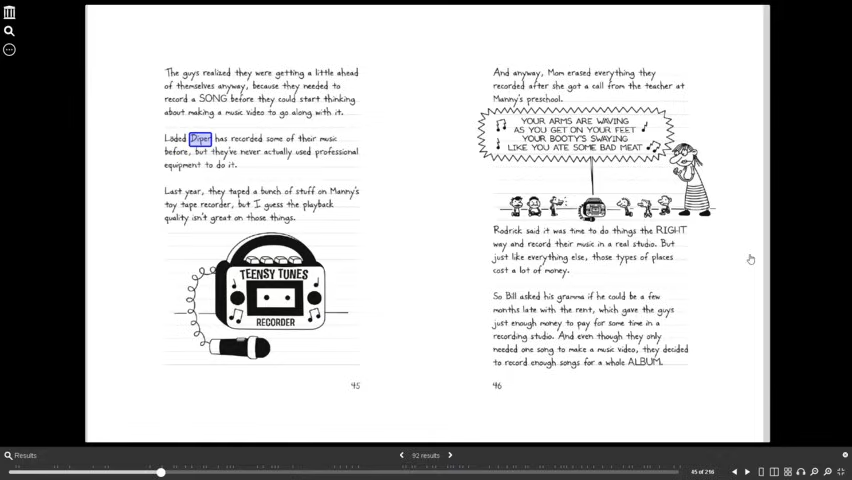 The guys realized they were getting a little ahead
of themselves anyway, because they needed to
record a SONG before they could start thinking
about making a music video to go along with it.
Löded Diper has recorded some of their music
before, but they've never actually used professional
equipment to do it.
Last year, they taped a bunch of stuff on Manny's
toy tape recorder, but I guess the playback
quality isn't great on those things.
TEENSY TUNES
RECORDER
45
And anyway, Mom erased everything they
recorded after she got a call from the teacher at
Manny's preschool.
YOUR ARMS ARE WAVING
AS YOU GET ON YOUR FEET
YOUR BOOTY'S SWAYING
LIKE YOU ATE SOME BAD MEAT
Rodrick said it was time to do things the RIGHT
way and record their music in a real studio. But
just like everything else, those types of places
cost a lot of money.
So Bill asked his gramma if he could be a few
months late with the rent, which gave the guys
just enough money to pay for some time in a
recording studio. And even though they only
needed one song to make a music video, they decided
to record enough songs for a whole ALBUM.
46
Results
92 results
45 of 216